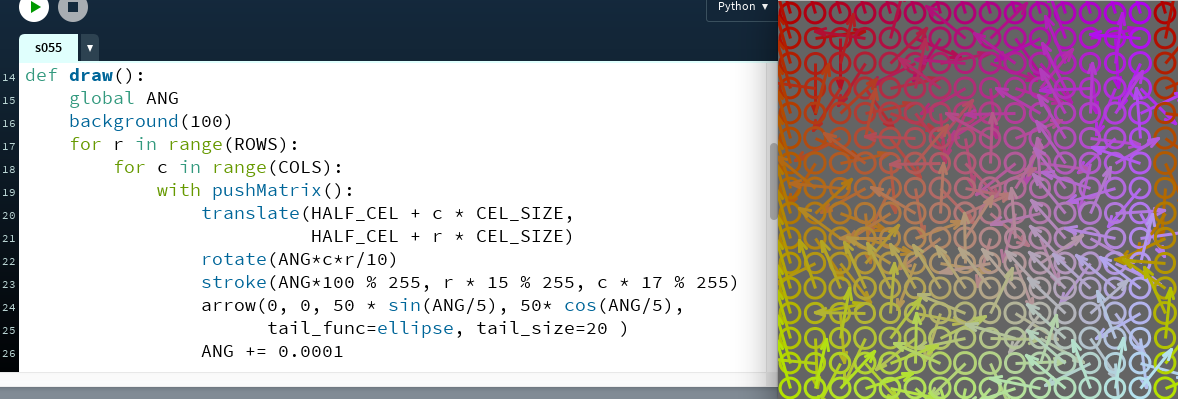 Python ▼
s055 ▼
14 def draw():
15     global ANG
16     background(100)
17     for r in range(ROWS):
18         for c in range(COLS):
19             with pushMatrix():
20                 translate(HALF_CEL + c * CEL_SIZE,
21                           HALF_CEL + r * CEL_SIZE)
22                 rotate(ANG*c*r/10)
23                 stroke(ANG*100 % 255, r * 15 % 255, c * 17 % 255)
24                 arrow(0, 0, 50 * sin(ANG/5), 50* cos(ANG/5),
25                       tail_func=ellipse, tail_size=20 )
26                 ANG += 0.0001